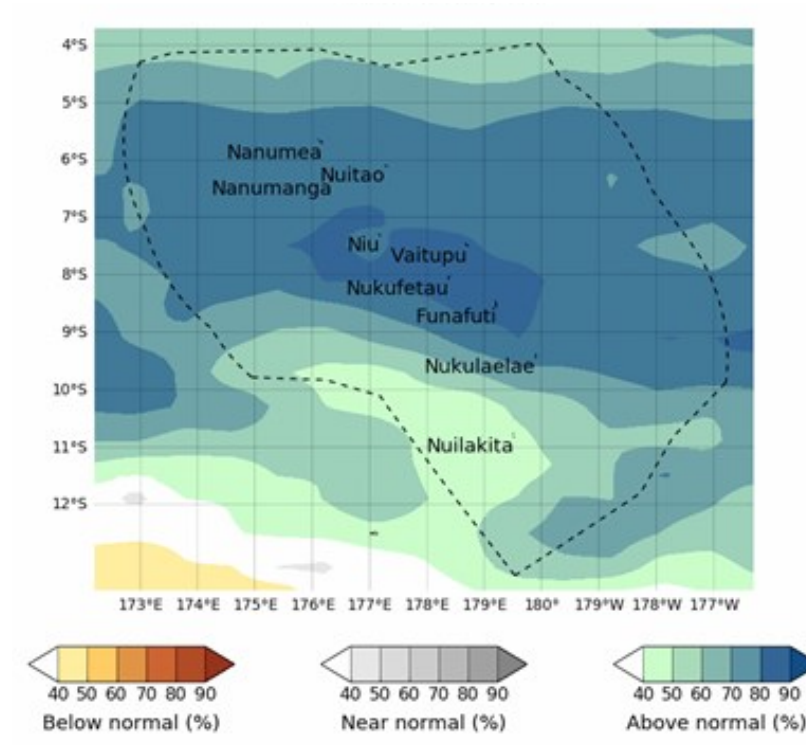 4°S
5°S
6°S
7°S
8°S
9°S
10°S
11°S
12°S
Nanumea
Nuitao
Nanumanga
Niu
Vaitupu
Nukufetau
Funafuti
Nukulaelae
Nuilakita
173°E 174°E 175°E 176°E 177°E 178°E 179°E 180° 179°W 178°W 177°W
40 50 60 70 80 90
Below normal (%)
40 50 60 70 80 90
Near normal (%)
40 50 60 70 80 90
Above normal (%)